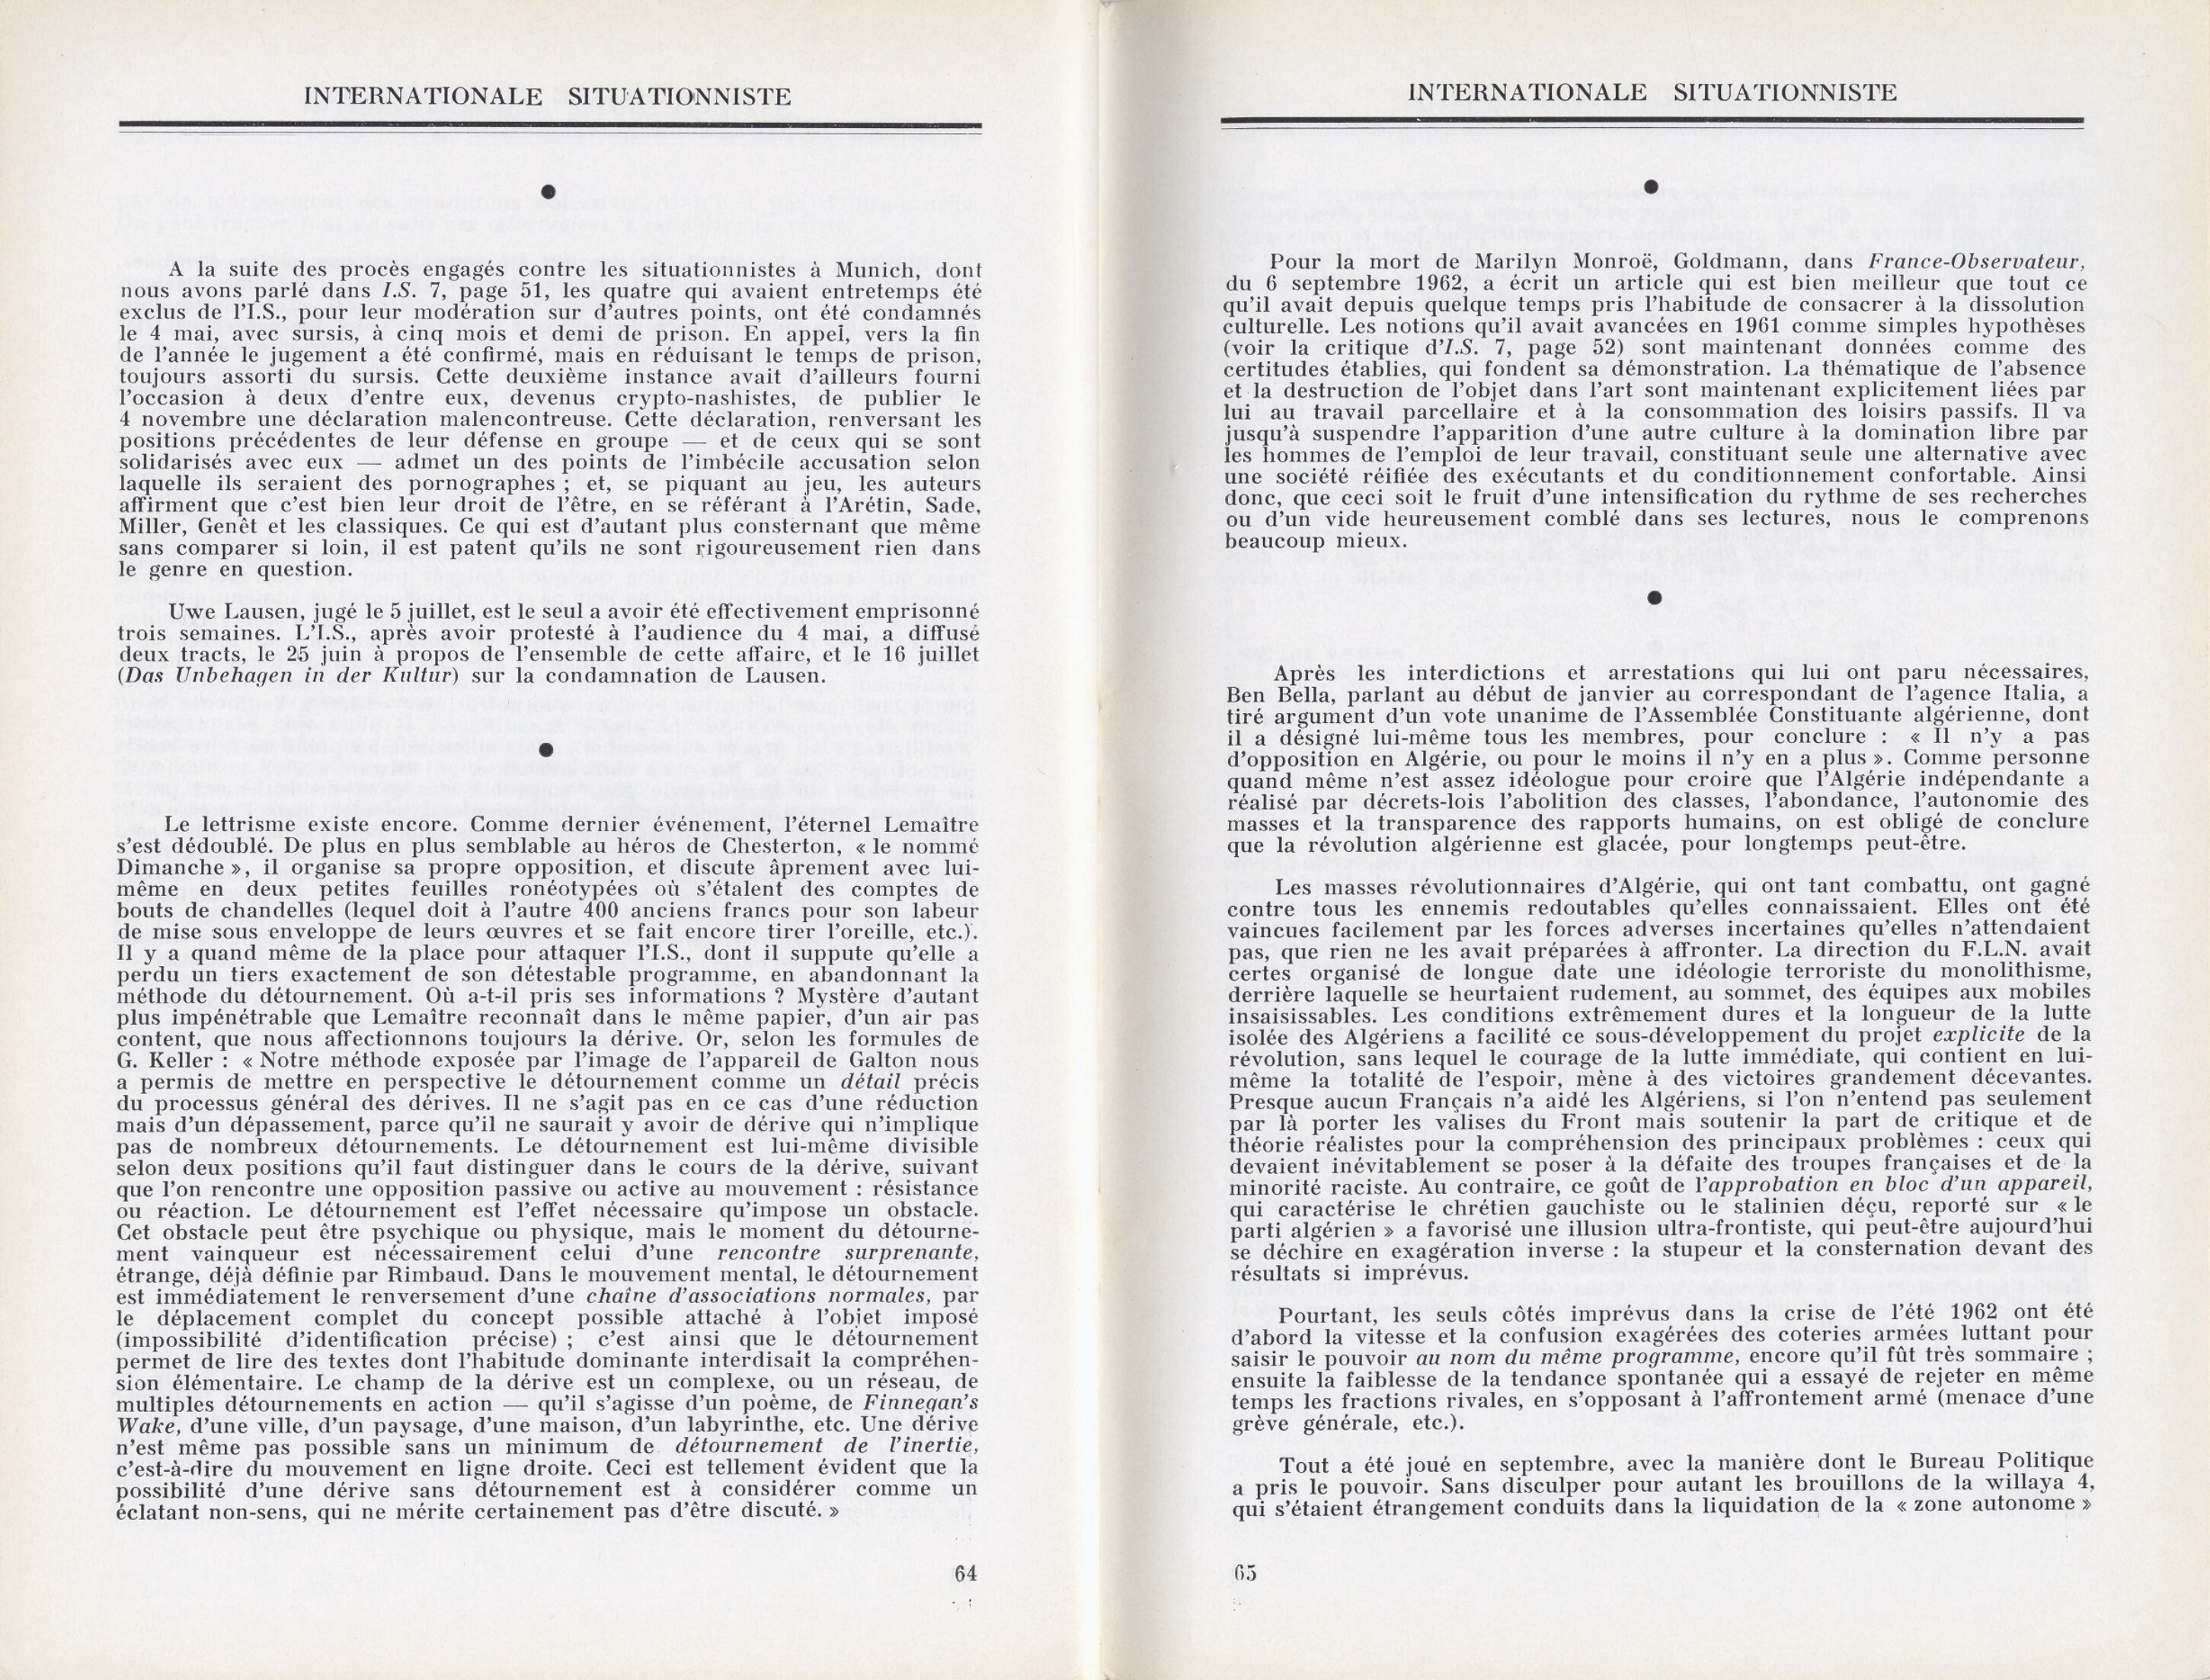 INTERNATIONALE SITUATIONNISTE
●
A la suite des procès engagés contre les situationnistes à Munich, dont
nous avons parlé dans I.S. 7, page 51, les quatre qui avaient entretemps été
exclus de l'I.S., pour leur modération sur d'autres points, ont été condamnés
le 4 mai, avec sursis, à cinq mois et demi de prison. En appel, vers la fin
de l'année le jugement a été confirmé, mais en réduisant le temps de prison,
toujours assorti du sursis. Cette deuxième instance avait d'ailleurs fourni
l'occasion à deux d'entre eux, devenus crypto-nashistes, de publier le
4 novembre une déclaration malencontreuse. Cette déclaration, renversant les
positions précédentes de leur défense en groupe — et de ceux qui se sont
solidarisés avec eux — admet un des points de l'imbécile accusation selon
laquelle ils seraient des pornographes ; et, se piquant au jeu, les auteurs
affirment que c'est bien leur droit de l'être, en se référant à l'Arétin, Sade,
Miller, Genêt et les classiques. Ce qui est d'autant plus consternant que même
sans comparer si loin, il est patent qu'ils ne sont rigoureusement rien dans
le genre en question.
Uwe Lausen, jugé le 5 juillet, est le seul a avoir été effectivement emprisonné
trois semaines. L'I.S., après avoir protesté à l'audience du 4 mai, a diffusé
deux tracts, le 25 juin à propos de l'ensemble de cette affaire, et le 16 juillet
(Das Unbehagen in der Kultur) sur la condamnation de Lausen.
●
Le lettrisme existe encore. Comme dernier événement, l'éternel Lemaître
s'est dédoublé. De plus en plus semblable au héros de Chesterton, « le nommé
Dimanche », il organise sa propre opposition, et discute âprement avec lui-
même en deux petites feuilles ronéotypées où s'étalent des comptes de
bouts de chandelles (lequel doit à l'autre 400 anciens francs pour son labeur
de mise sous enveloppe de leurs œuvres et se fait encore tirer l'oreille, etc.).
Il y a quand même de la place pour attaquer l'I.S., dont il suppute qu'elle a
perdu un tiers exactement de son détestable programme, en abandonnant la
méthode du détournement. Où a-t-il pris ses informations ? Mystère d'autant
plus impénétrable que Lemaître reconnaît dans le même papier, d'un air pas
content, que nous affectionnons toujours la dérive. Or, selon les formules de
G. Keller : « Notre méthode exposée par l'image de l'appareil de Galton nous
a permis de mettre en perspective le détournement comme un détail précis
du processus général des dérives. Il ne s'agit pas en ce cas d'une réduction
mais d'un dépassement, parce qu'il ne saurait y avoir de dérive qui n'implique
pas de nombreux détournements. Le détournement est lui-même divisible
selon deux positions qu'il faut distinguer dans le cours de la dérive, suivant
que l'on rencontre une opposition passive ou active au mouvement : résistance
ou réaction. Le détournement est l'effet nécessaire qu'impose un obstacle.
Cet obstacle peut être psychique ou physique, mais le moment du détourne-
ment vainqueur est nécessairement celui d'une rencontre surprenante,
étrange, déjà définie par Rimbaud. Dans le mouvement mental, le détournement
est immédiatement le renversement d'une chaîne d'associations normales, par
le déplacement complet du concept possible attaché à l'objet imposé
(impossibilité d'identification précise) ; c'est ainsi que le détournement
permet de lire des textes dont l'habitude dominante interdisait la compréhen-
sion élémentaire. Le champ de la dérive est un complexe, ou un réseau, de
multiples détournements en action — qu'il s'agisse d'un poème, de Finnegan's
Wake, d'une ville, d'un paysage, d'une maison, d'un labyrinthe, etc. Une dérive
n'est même pas possible sans un minimum de détournement de l'inertie,
c'est-à-dire du mouvement en ligne droite. Ceci est tellement évident que la
possibilité d'une dérive sans détournement est à considérer comme un
éclatant non-sens, qui ne mérite certainement pas d'être discuté. »
64
INTERNATIONALE SITUATIONNISTE
●
Pour la mort de Marilyn Monroë, Goldmann, dans France-Observateur,
du 6 septembre 1962, a écrit un article qui est bien meilleur que tout ce
qu'il avait depuis quelque temps pris l'habitude de consacrer à la dissolution
culturelle. Les notions qu'il avait avancées en 1961 comme simples hypothèses
(voir la critique d'I.S. 7, page 52) sont maintenant données comme des
certitudes établies, qui fondent sa démonstration. La thématique de l'absence
et la destruction de l'objet dans l'art sont maintenant explicitement liées par
lui au travail parcellaire et à la consommation des loisirs passifs. Il va
jusqu'à suspendre l'apparition d'une autre culture à la domination libre par
les hommes de l'emploi de leur travail, constituant seule une alternative avec
une société réifiée des exécutants et du conditionnement confortable. Ainsi
donc, que ceci soit le fruit d'une intensification du rythme de ses recherches
ou d'un vide heureusement comblé dans ses lectures, nous le comprenons
beaucoup mieux.
●
Après les interdictions et arrestations qui lui ont paru nécessaires,
Ben Bella, parlant au début de janvier au correspondant de l'agence Italia, a
tiré argument d'un vote unanime de l'Assemblée Constituante algérienne, dont
il a désigné lui-même tous les membres, pour conclure : « Il n'y a pas
d'opposition en Algérie, ou pour le moins il n'y en a plus ». Comme personne
quand même n'est assez idéologue pour croire que l'Algérie indépendante a
réalisé par décrets-lois l'abolition des classes, l'abondance, l'autonomie des
masses et la transparence des rapports humains, on est obligé de conclure
que la révolution algérienne est glacée, pour longtemps peut-être.
Les masses révolutionnaires d'Algérie, qui ont tant combattu, ont gagné
contre tous les ennemis redoutables qu'elles connaissaient. Elles ont été
vaincues facilement par les forces adverses incertaines qu'elles n'attendaient
pas, que rien ne les avait préparées à affronter. La direction du F.L.N. avait
certes organisé de longue date une idéologie terroriste du monolithisme,
derrière laquelle se heurtaient rudement, au sommet, des équipes aux mobiles
insaisissables. Les conditions extrêmement dures et la longueur de la lutte
isolée des Algériens a facilité ce sous-développement du projet explicite de la
révolution, sans lequel le courage de la lutte immédiate, qui contient en lui-
même la totalité de l'espoir, mène à des victoires grandement décevantes.
Presque aucun Français n'a aidé les Algériens, si l'on n'entend pas seulement
par là porter les valises du Front mais soutenir la part de critique et de
théorie réalistes pour la compréhension des principaux problèmes : ceux qui
devaient inévitablement se poser à la défaite des troupes françaises et de la
minorité raciste. Au contraire, ce goût de l'approbation en bloc d'un appareil,
qui caractérise le chrétien gauchiste ou le stalinien déçu, reporté sur « le
parti algérien » a favorisé une illusion ultra-frontiste, qui peut-être aujourd'hui
se déchire en exagération inverse : la stupeur et la consternation devant des
résultats si imprévus.
Pourtant, les seuls côtés imprévus dans la crise de l'été 1962 ont été
d'abord la vitesse et la confusion exagérées des coteries armées luttant pour
saisir le pouvoir au nom du même programme, encore qu'il fût très sommaire ;
ensuite la faiblesse de la tendance spontanée qui a essayé de rejeter en même
temps les fractions rivales, en s'opposant à l'affrontement armé (menace d'une
grève générale, etc.).
Tout a été joué en septembre, avec la manière dont le Bureau Politique
a pris le pouvoir. Sans disculper pour autant les brouillons de la willaya 4,
qui s'étaient étrangement conduits dans la liquidation de la « zone autonome »
65